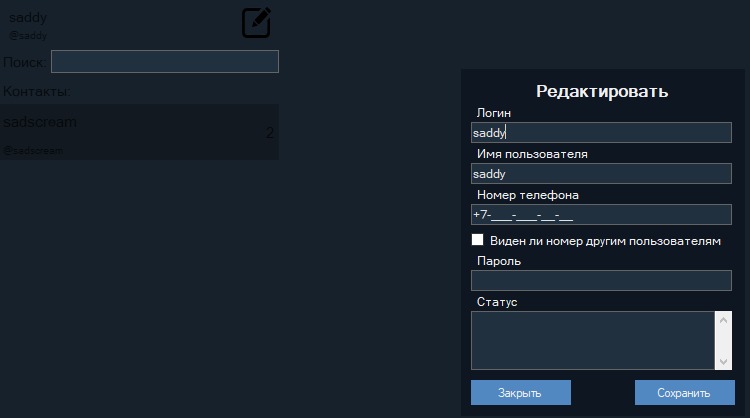 saddy
@saddy
Поиск:
Контакты:
sadscream
2
@sadscream
Редактировать
Логин
saddy
Имя пользователя
saddy
Номер телефона
+7-___-___-__-__
Виден ли номер другим пользователям
Пароль
Статус
Закрыть
Сохранить